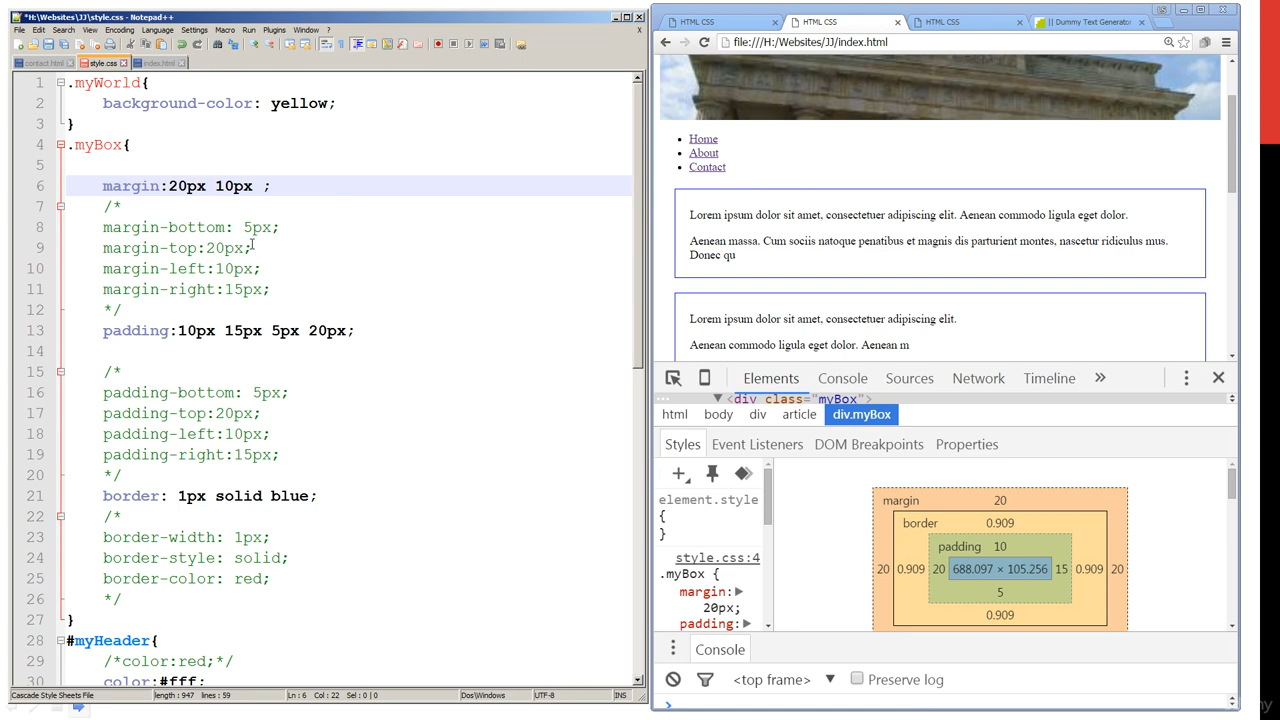 *H:\Websites\JJ\style.css - Notepad++
File Edit Search View Encoding Language Settings Macro Run Plugins Window ? X
contact.html style.css index.html
1 .myWorld{
2 background-color: yellow;
3 }
4 .myBox{
5
6 margin:20px 10px ;
7 /*
8 margin-bottom: 5px;
9 margin-top:20px;
10 margin-left:10px;
11 margin-right:15px;
12 */
13 padding:10px 15px 5px 20px;
14
15 /*
16 padding-bottom: 5px;
17 padding-top:20px;
18 padding-left:10px;
19 padding-right:15px;
20 */
21 border: 1px solid blue;
22 /*
23 border-width: 1px;
24 border-style: solid;
25 border-color: red;
26 */
27 }
28 #myHeader{
29 /*color:red;*/
30 color:#fff;
Cascade Style Sheets File length : 947 lines : 59 Ln : 6 Col : 22 Sel : 0 | 0 Dos\Windows UTF-8 INS
HTML CSS HTML CSS HTML CSS || Dummy Text Generator
file:///H:/Websites/JJ/index.html
Home
About
Contact
Lorem ipsum dolor sit amet, consectetuer adipiscing elit. Aenean commodo ligula eget dolor.
Aenean massa. Cum sociis natoque penatibus et magnis dis parturient montes, nascetur ridiculus mus.
Donec qu
Lorem ipsum dolor sit amet, consectetuer adipiscing elit.
Aenean commodo ligula eget dolor. Aenean m
Elements Console Sources Network Timeline »
<div class="myBox">
html body div article div.myBox
Styles Event Listeners DOM Breakpoints Properties
element.style
{
}
style.css:4
.myBox {
margin:
20px;
padding:
margin 20
border 0.909
padding 10
20 0.909 20 688.097 × 105.256 15 0.909 20
5
0.909
Console
<top frame> ▼ Preserve log
>